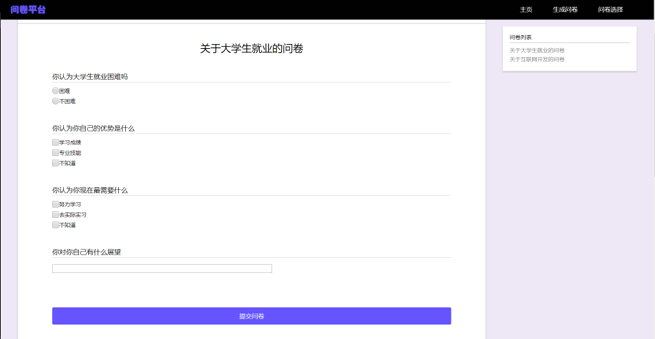 问卷平台
主页 生成问卷 问卷选择
关于大学生就业的问卷
你认为大学生就业困难吗
困难
不困难
你认为你自己的优势是什么
学习成绩
专业技能
不知道
你认为你现在最需要什么
努力学习
去实际实习
不知道
你对你自己有什么展望
提交问卷
问卷列表
关于大学生就业的问卷
关于互联网开发的问卷